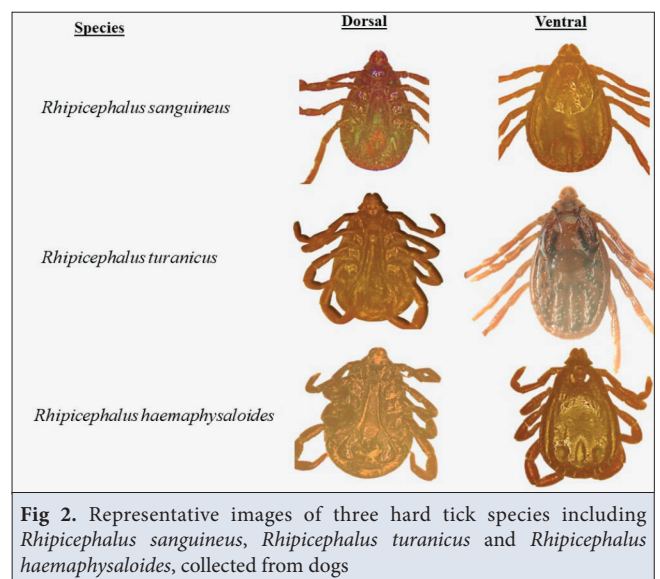 Species Dorsal Ventral
Rhipicephalus sanguineus
Rhipicephalus turanicus
Rhipicephalus haemaphysaloides
Fig 2. Representative images of three hard tick species including
Rhipicephalus sanguineus, Rhipicephalus turanicus and Rhipicephalus
haemaphysaloides, collected from dogs